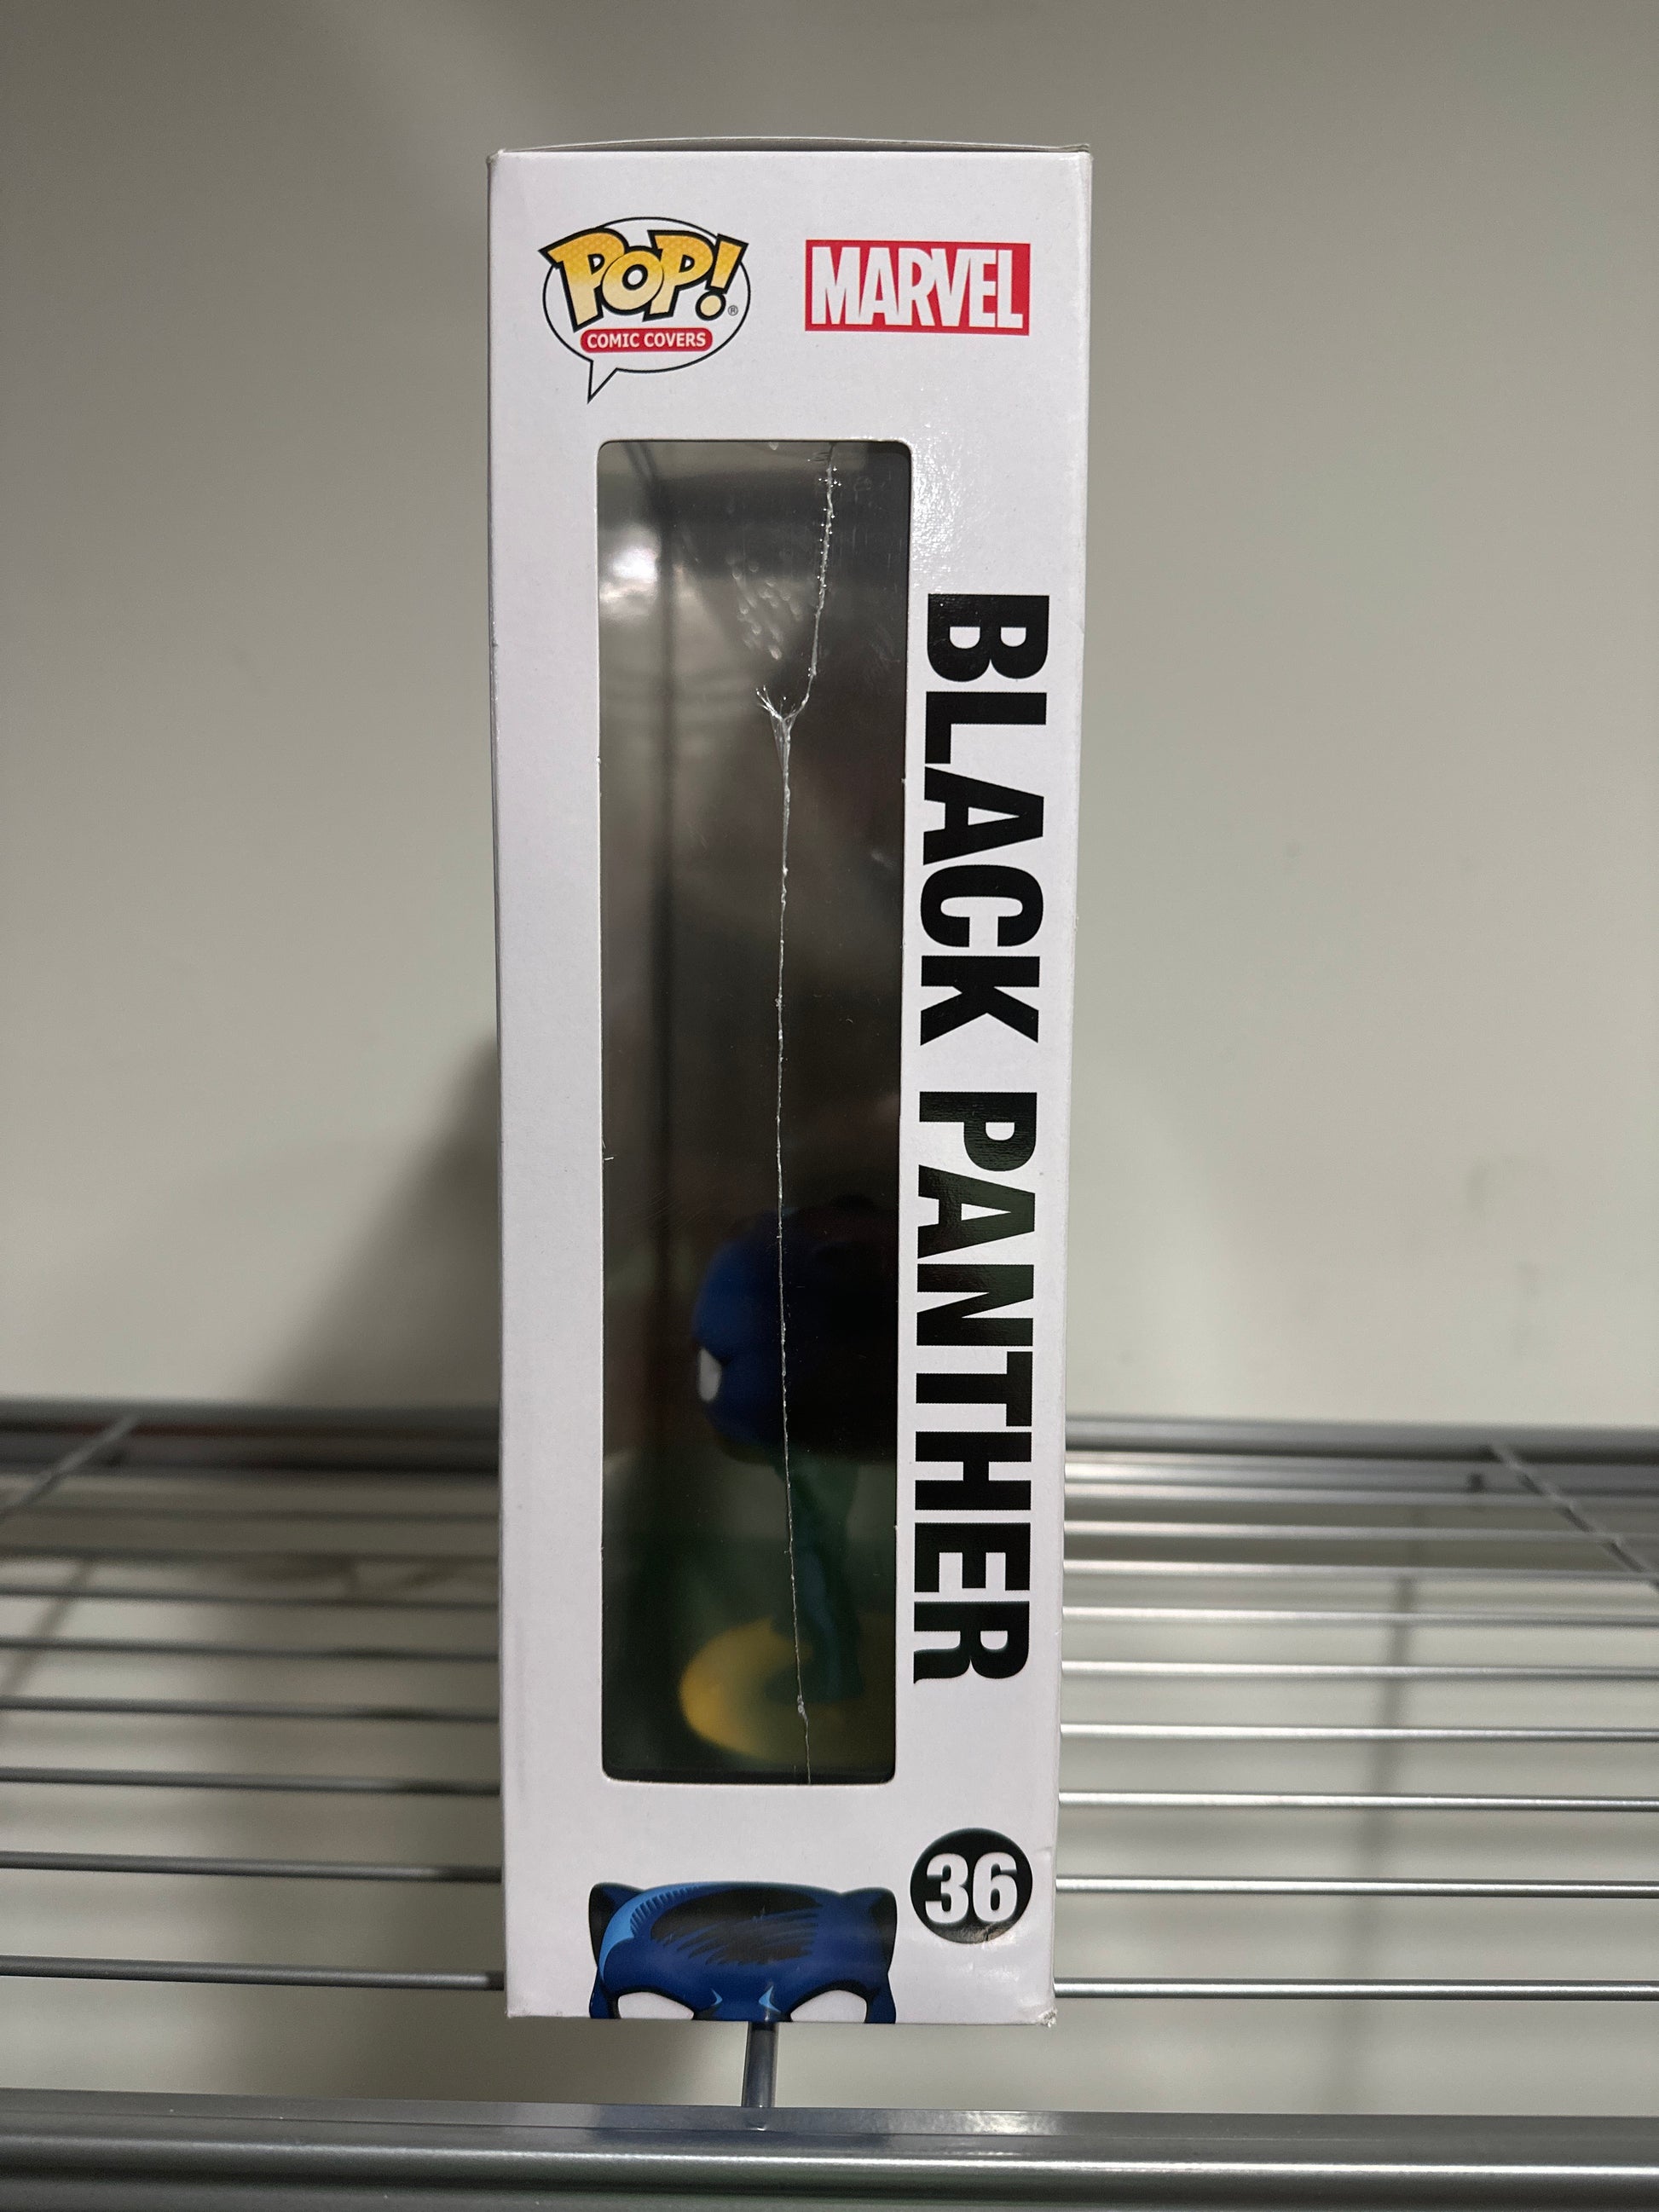 POP!®
COMIC COVERS
MARVEL
BLACK PANTHER
36